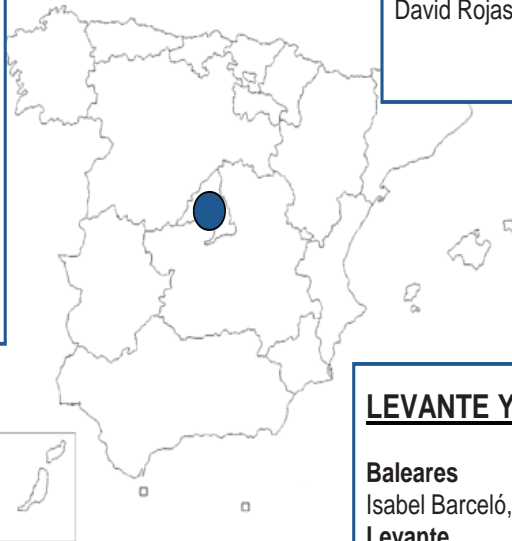 David Rojas
LEVANTE Y
Baleares
Isabel Barceló,
Levante